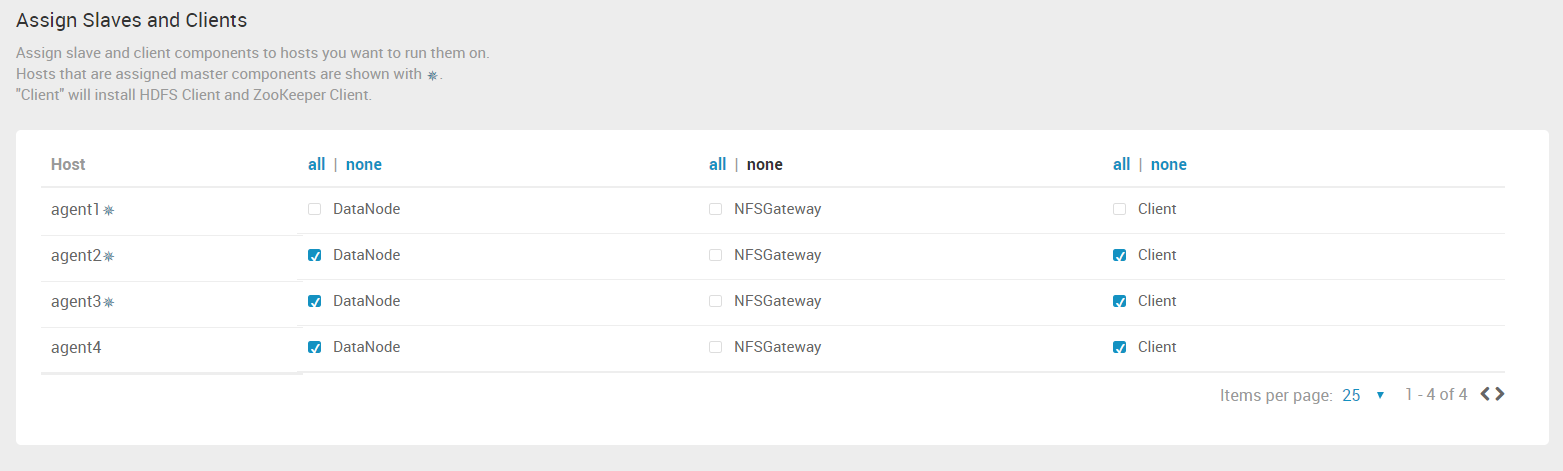 Assign Slaves and Clients
Assign slave and client components to hosts you want to run them on.
Hosts that are assigned master components are shown with ✵.
"Client" will install HDFS Client and ZooKeeper Client.
Host all | none all | none all | none
agent1✵ DataNode NFSGateway Client
agent2✵ DataNode NFSGateway Client
agent3✵ DataNode NFSGateway Client
agent4 DataNode NFSGateway Client
Items per page: 25 1 - 4 of 4